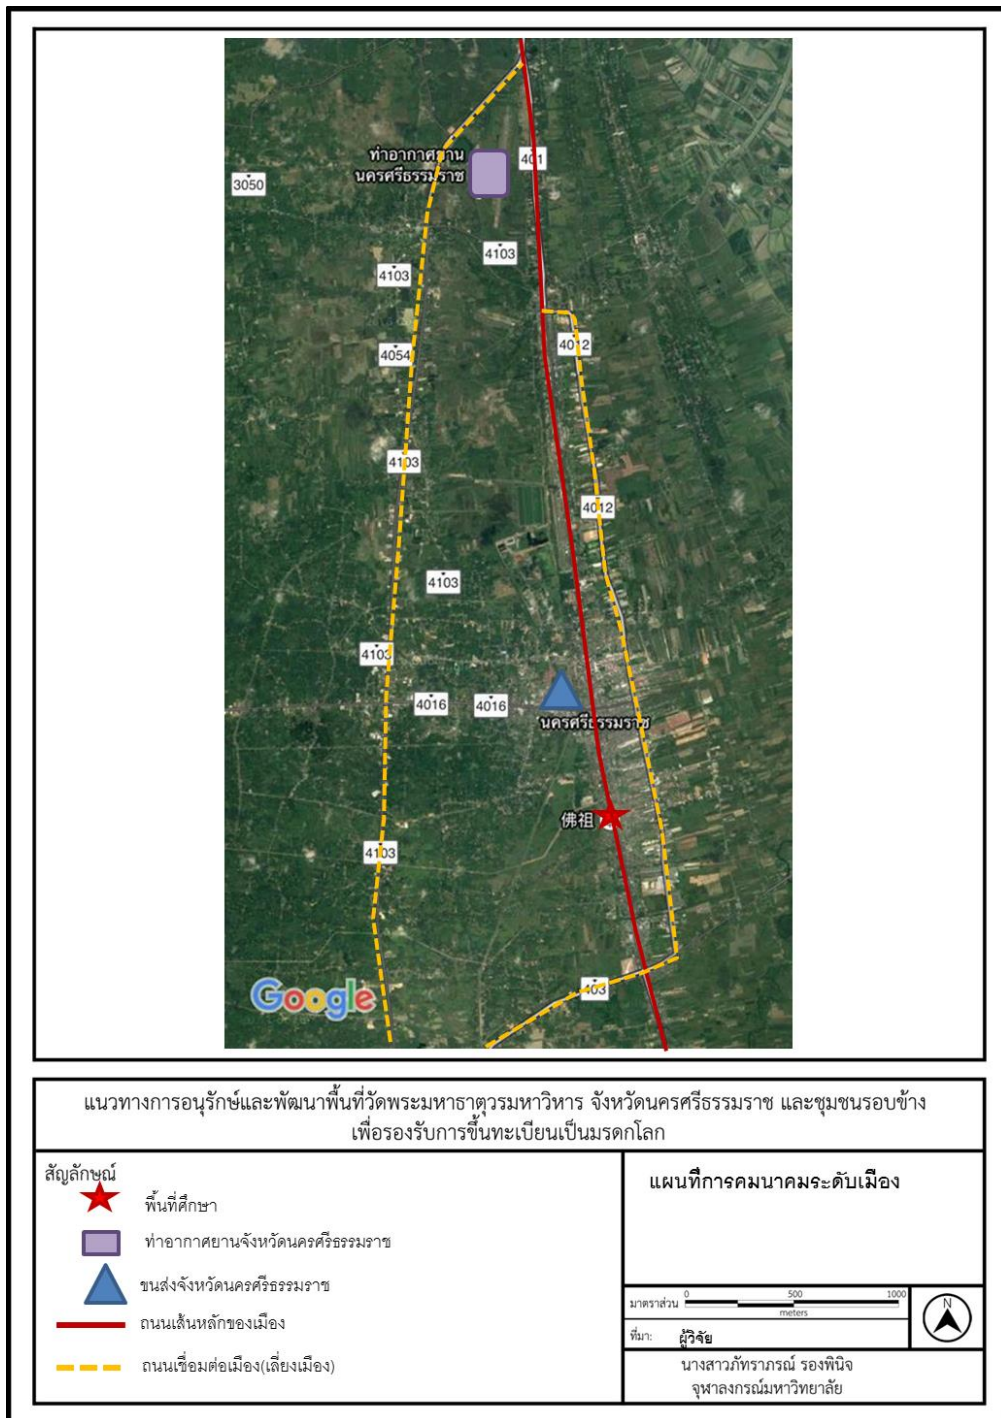 ท่าอากาศยาน
นครศรีธรรมราช
401
3050
4103
4103
4012
4054
4103
4012
4103
4103
4016
4016
นครศรีธรรมราช
佛祖
4103
403
Google
แนวทางการอนุรักษ์และพัฒนาพื้นที่วัดพระมหาธาตุวรมหาวิหาร จังหวัดนครศรีธรรมราช และชุมชนรอบข้าง
เพื่อรองรับการขึ้นทะเบียนเป็นมรดกโลก
สัญลักษณ์
พื้นที่ศึกษา
ท่าอากาศยานจังหวัดนครศรีธรรมราช
ขนส่งจังหวัดนครศรีธรรมราช
ถนนเส้นหลักของเมือง
ถนนเชื่อมต่อเมือง(เลี่ยงเมือง)
แผนที่การคมนาคมระดับเมือง
มาตราส่วน 0 500 1000
meters
N
ที่มา: ผู้วิจัย
นางสาวภัทราภรณ์ รองพินิจ
จุฬาลงกรณ์มหาวิทยาลัย